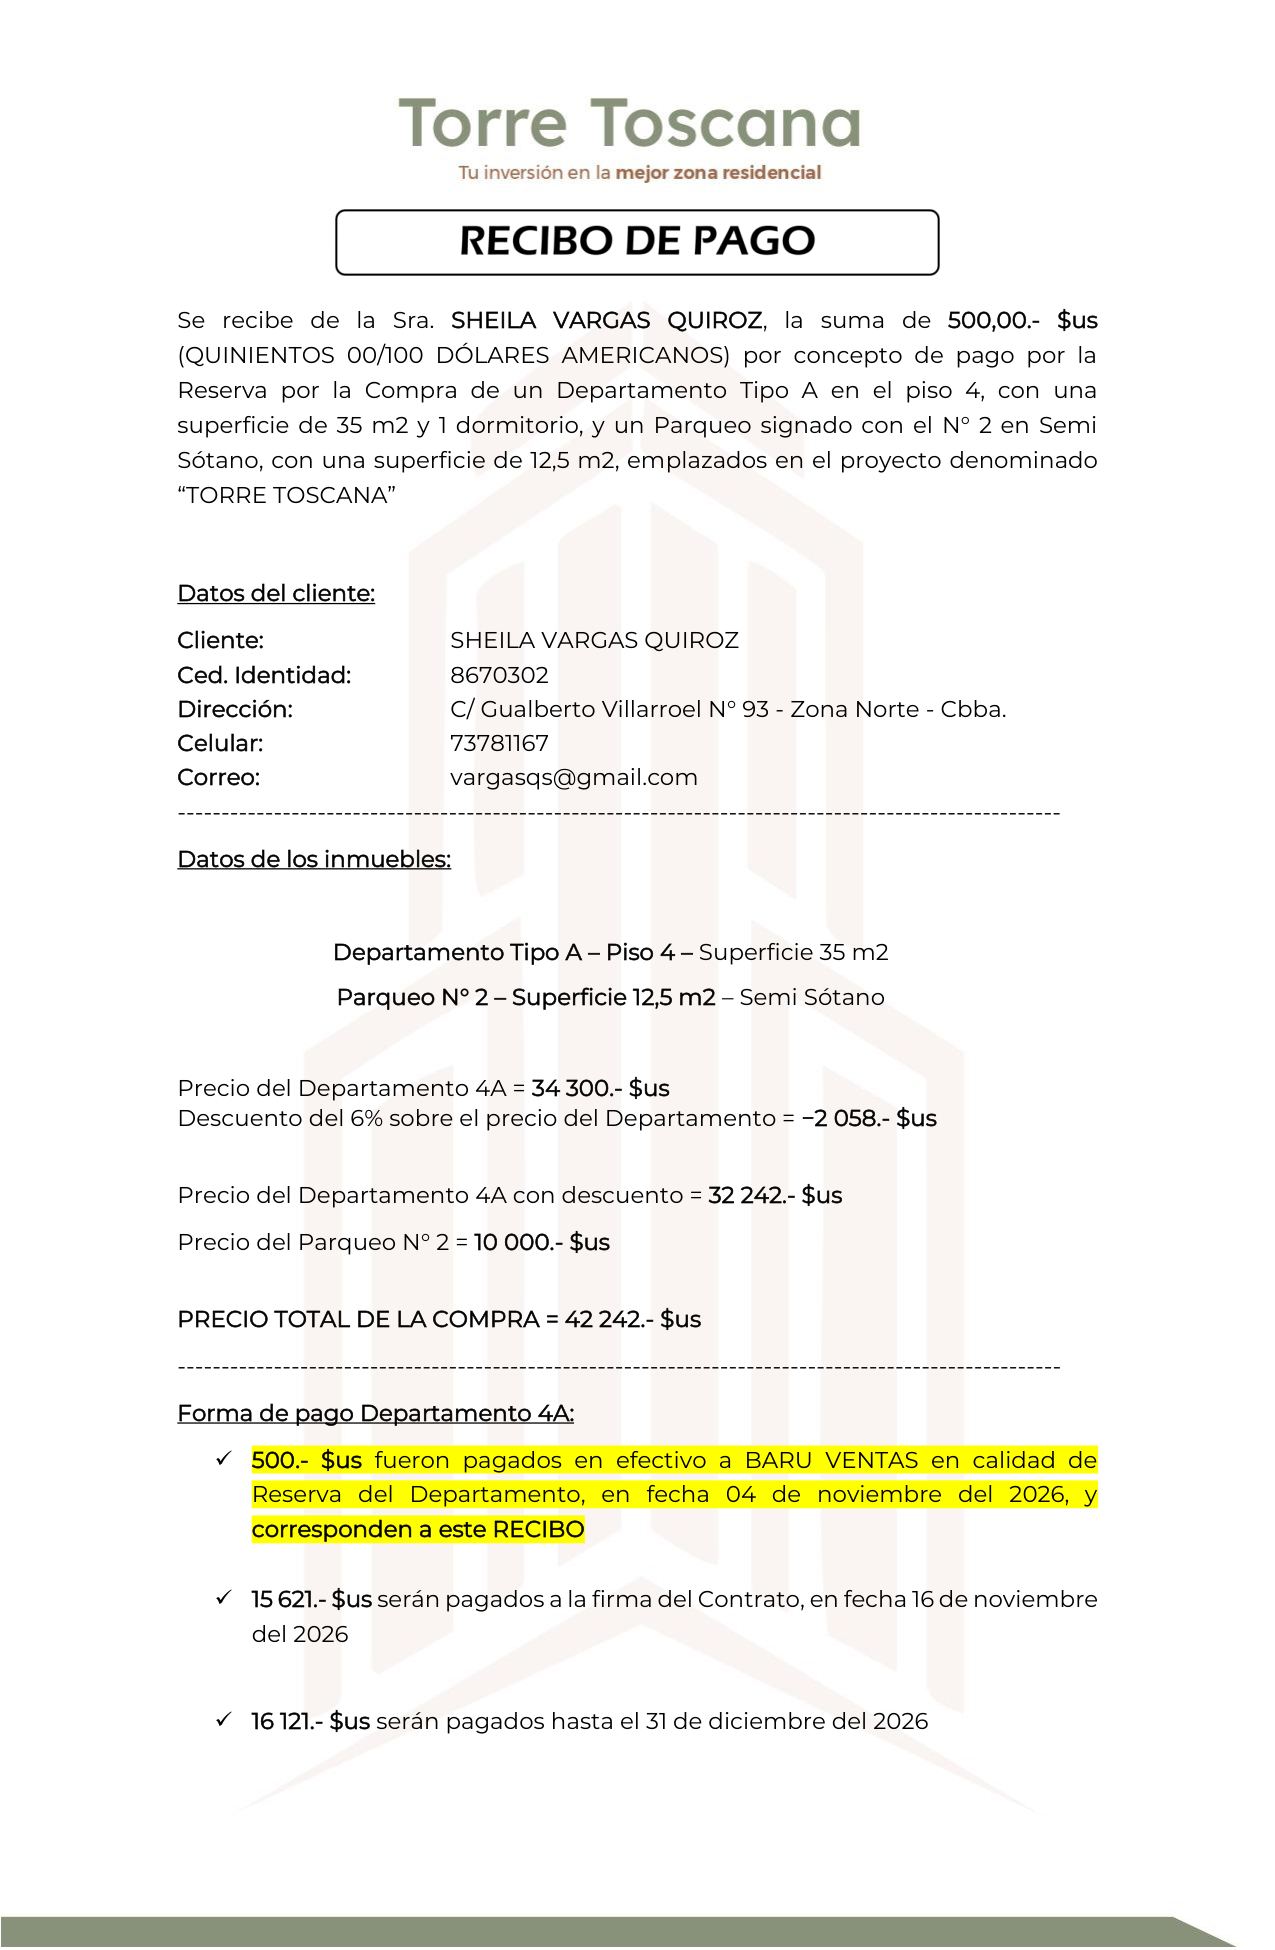 Torre Toscana
Tu inversión en la mejor zona residencial
RECIBO DE PAGO
Se recibe de la Sra. SHEILA VARGAS QUIROZ, la suma de 500,00.- $us
(QUINIENTOS 00/100 DÓLARES AMERICANOS) por concepto de pago por la
Reserva por la Compra de un Departamento Tipo A en el piso 4, con una
superficie de 35 m2 y 1 dormitorio, y un Parqueo signado con el N° 2 en Semi
Sótano, con una superficie de 12,5 m2, emplazados en el proyecto denominado
“TORRE TOSCANA”
Datos del cliente:
Cliente: SHEILA VARGAS QUIROZ
Ced. Identidad: 8670302
Dirección: C/ Gualberto Villarroel N° 93 - Zona Norte - Cbba.
Celular: 73781167
Correo: vargasqs@gmail.com
-----------------------------------------------------------------------------------------------------
Datos de los inmuebles:
Departamento Tipo A – Piso 4 – Superficie 35 m2
Parqueo N° 2 – Superficie 12,5 m2 – Semi Sótano
Precio del Departamento 4A = 34 300.- $us
Descuento del 6% sobre el precio del Departamento = −2 058.- $us
Precio del Departamento 4A con descuento = 32 242.- $us
Precio del Parqueo N° 2 = 10 000.- $us
PRECIO TOTAL DE LA COMPRA = 42 242.- $us
-----------------------------------------------------------------------------------------------------
Forma de pago Departamento 4A:
✓ 500.- $us fueron pagados en efectivo a BARU VENTAS en calidad de
Reserva del Departamento, en fecha 04 de noviembre del 2026, y
corresponden a este RECIBO
✓ 15 621.- $us serán pagados a la firma del Contrato, en fecha 16 de noviembre
del 2026
✓ 16 121.- $us serán pagados hasta el 31 de diciembre del 2026